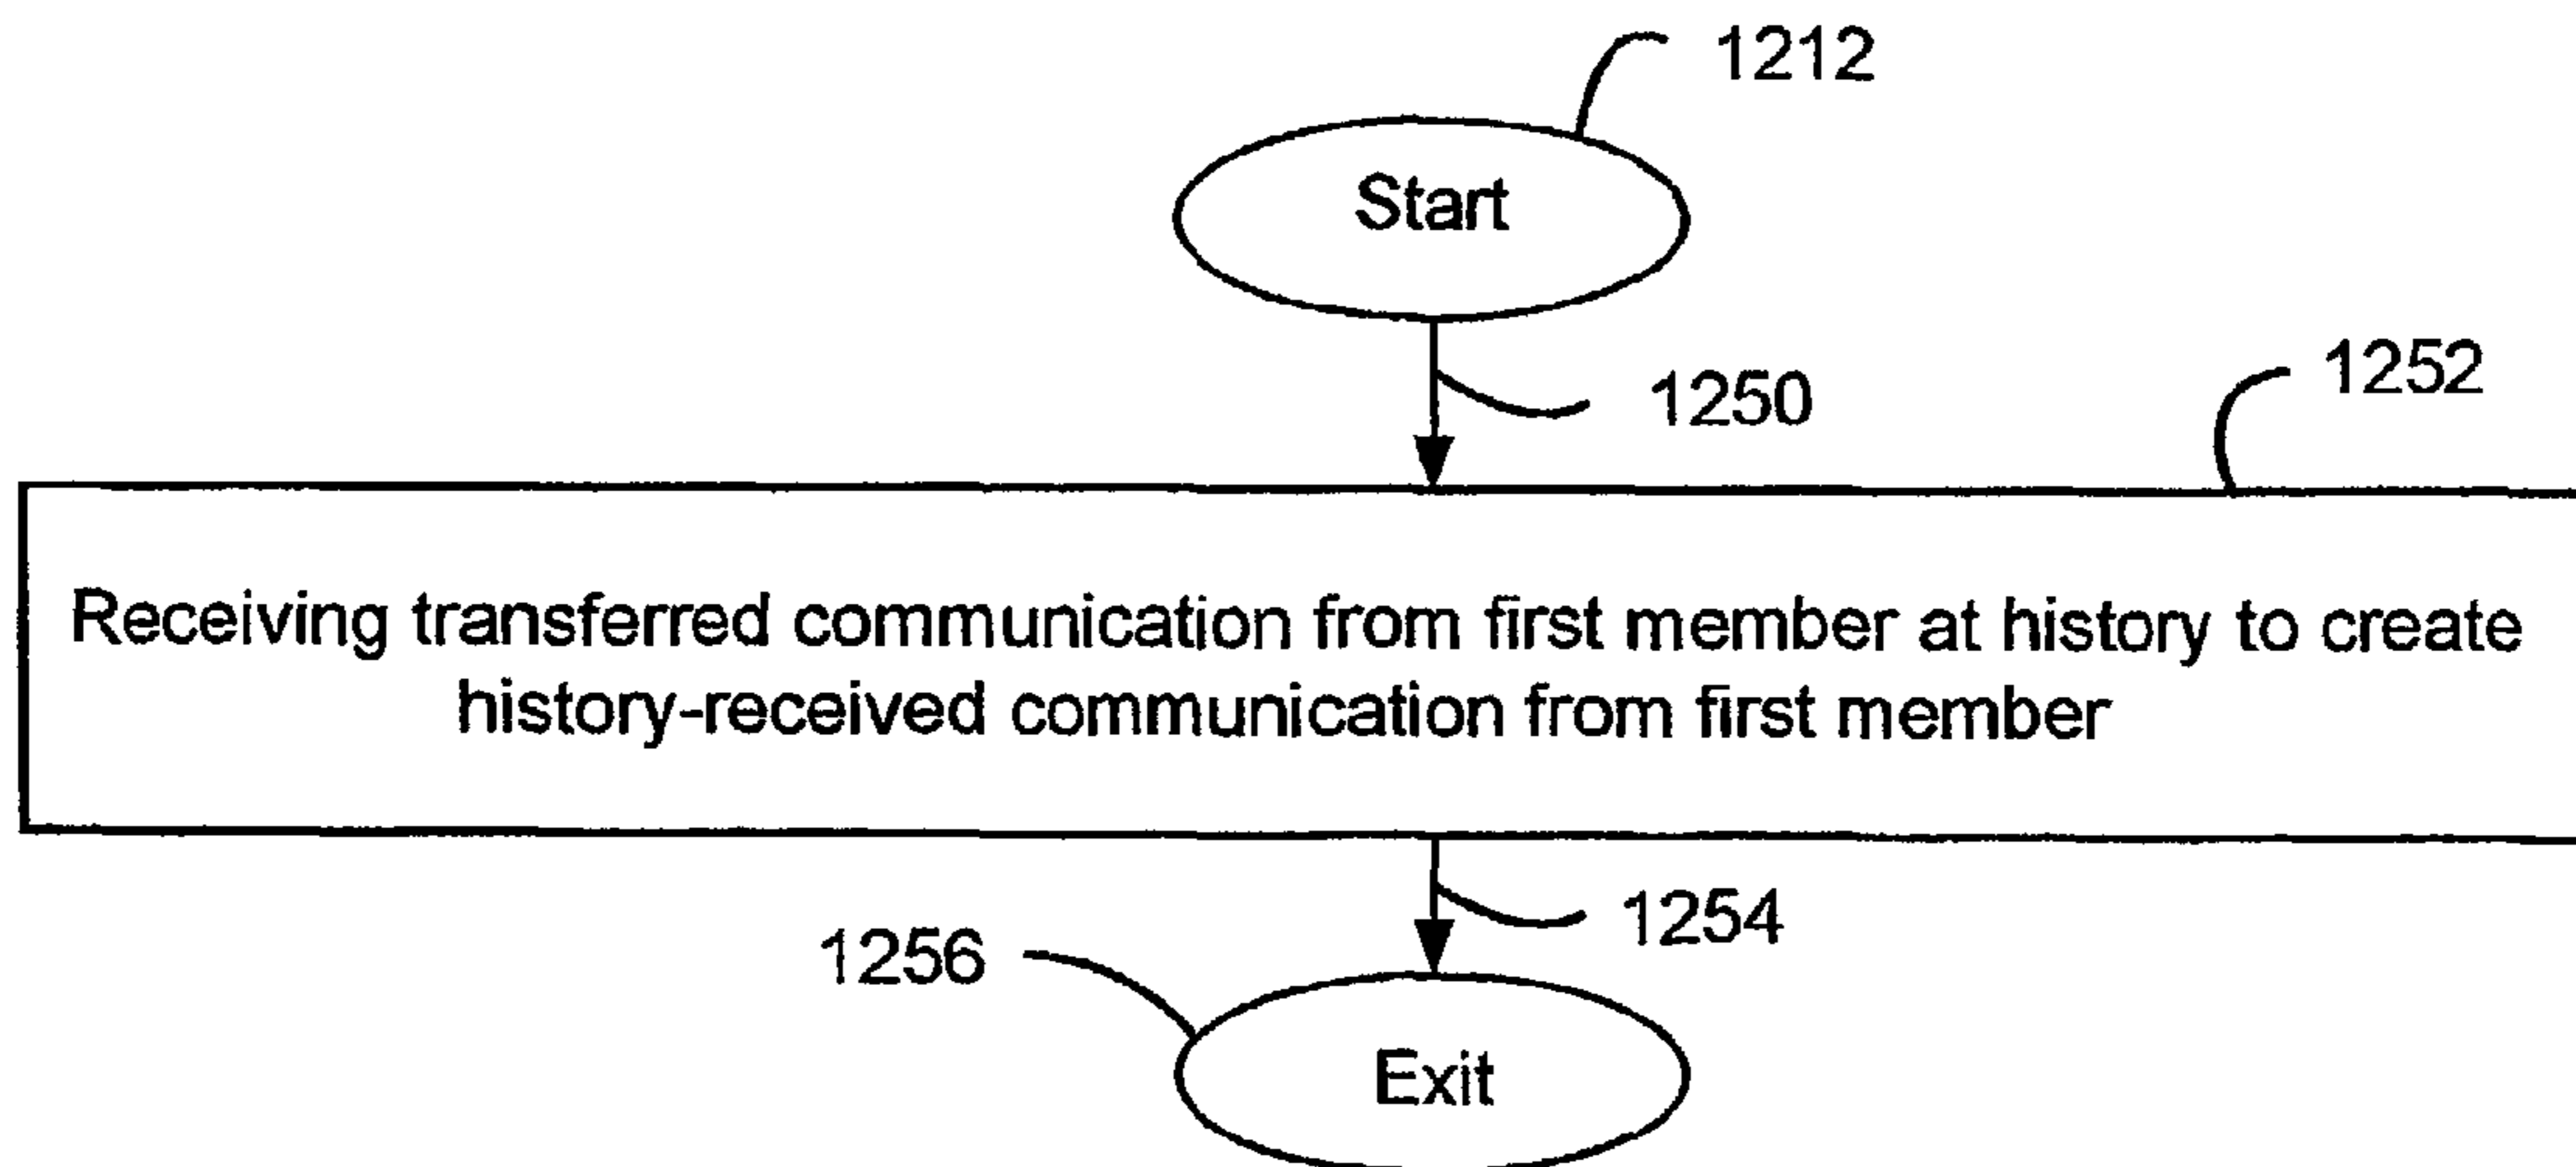 1212
Start
1250
1252
Receiving transferred communication from first member at history to create
history-received communication from first member
1254
1256
Exit